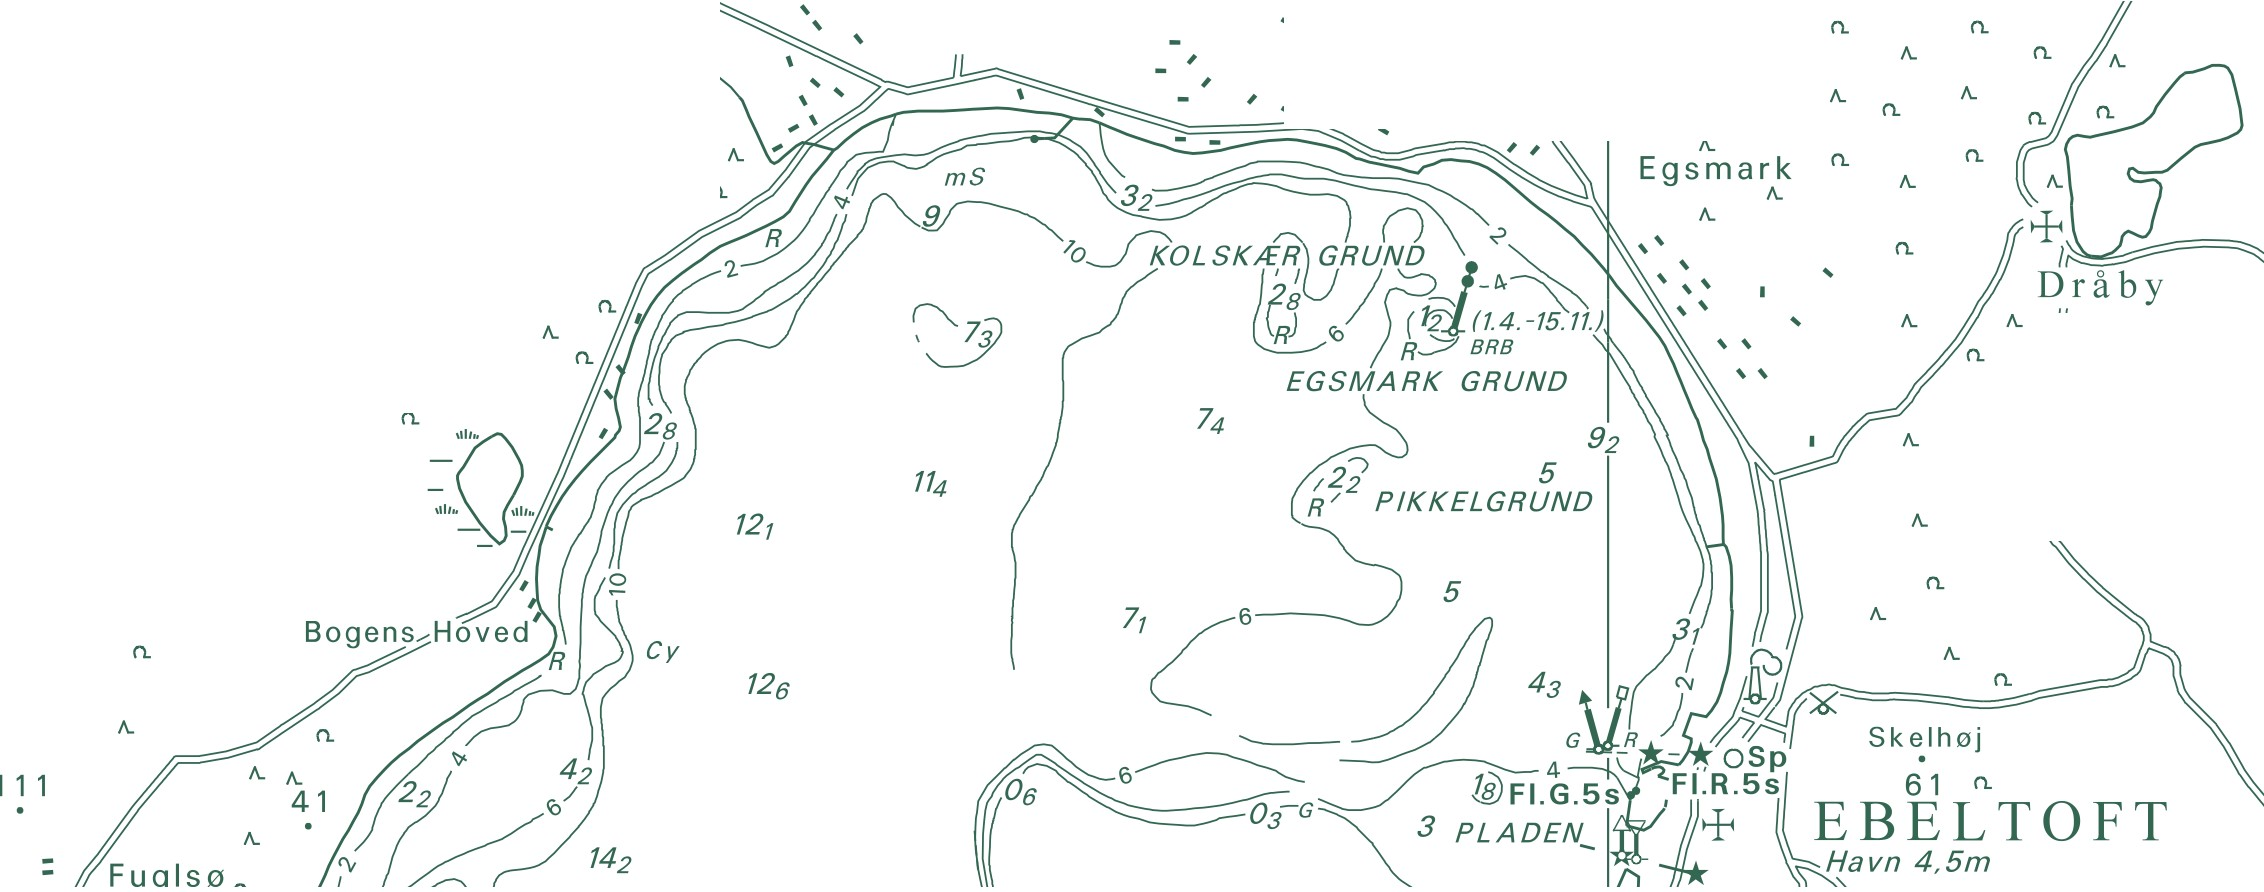 Egsmark
mS
4
3₂
9
R
10
KOLSKÆR GRUND
2
2
Dråby
2₈
4
1₂
(1.4.-15.11.)
7₃
R
6
R
BRB
EGSMARK GRUND
2₈
7₄
9₂
11₄
2₂
5
R
PIKKELGRUND
12₁
10
5
7₁
6
Bogens Hoved
3₁
R
Cy
12₆
4₃
2
G
R
Skelhøj
4
4₂
6
4
Sp
111
41
2₂
0₆
1₈
Fl.G.5s
Fl.R.5s
61
6
0₃
G
3
PLADEN
EBELTOFT
2
14₂
Havn 4,5m
Fuglsø